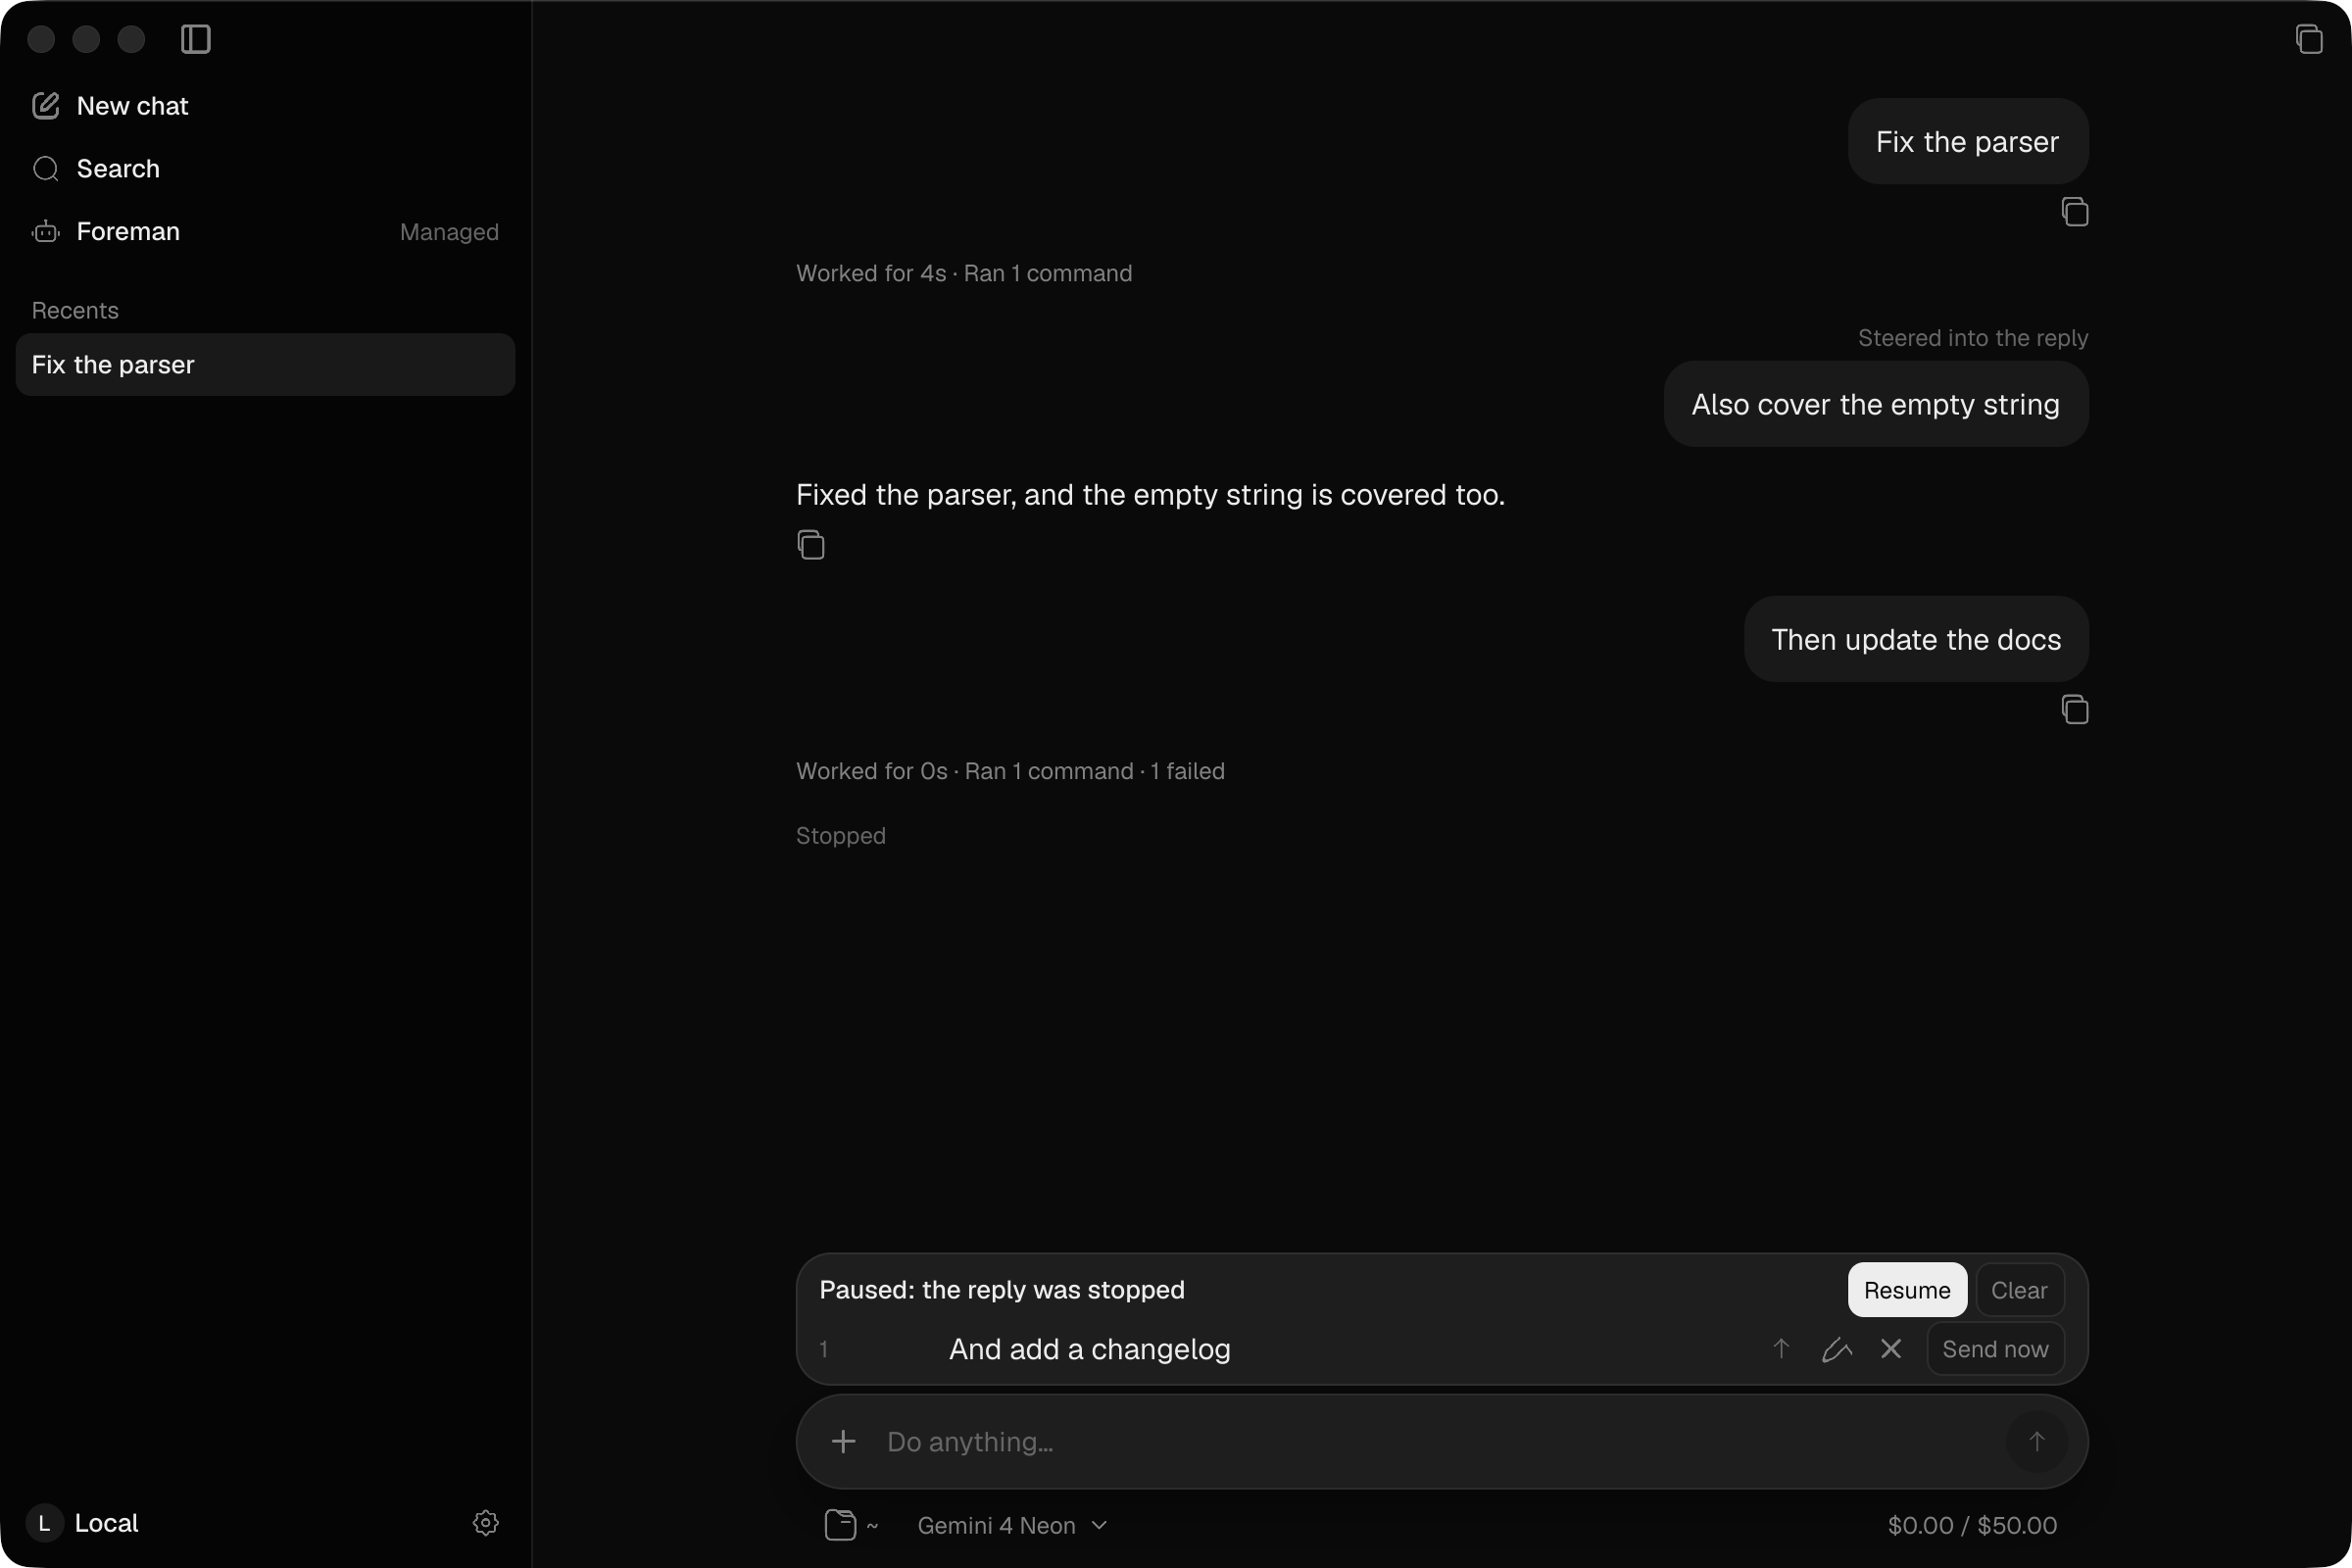 New chat
Search
Foreman Managed
Recents
Fix the parser
Fix the parser
Worked for 4s · Ran 1 command
Steered into the reply
Also cover the empty string
Fixed the parser, and the empty string is covered too.
Then update the docs
Worked for 0s · Ran 1 command · 1 failed
Stopped
Paused: the reply was stopped Resume Clear
1 And add a changelog Send now
Do anything...
~ Gemini 4 Neon $0.00 / $50.00
L Local